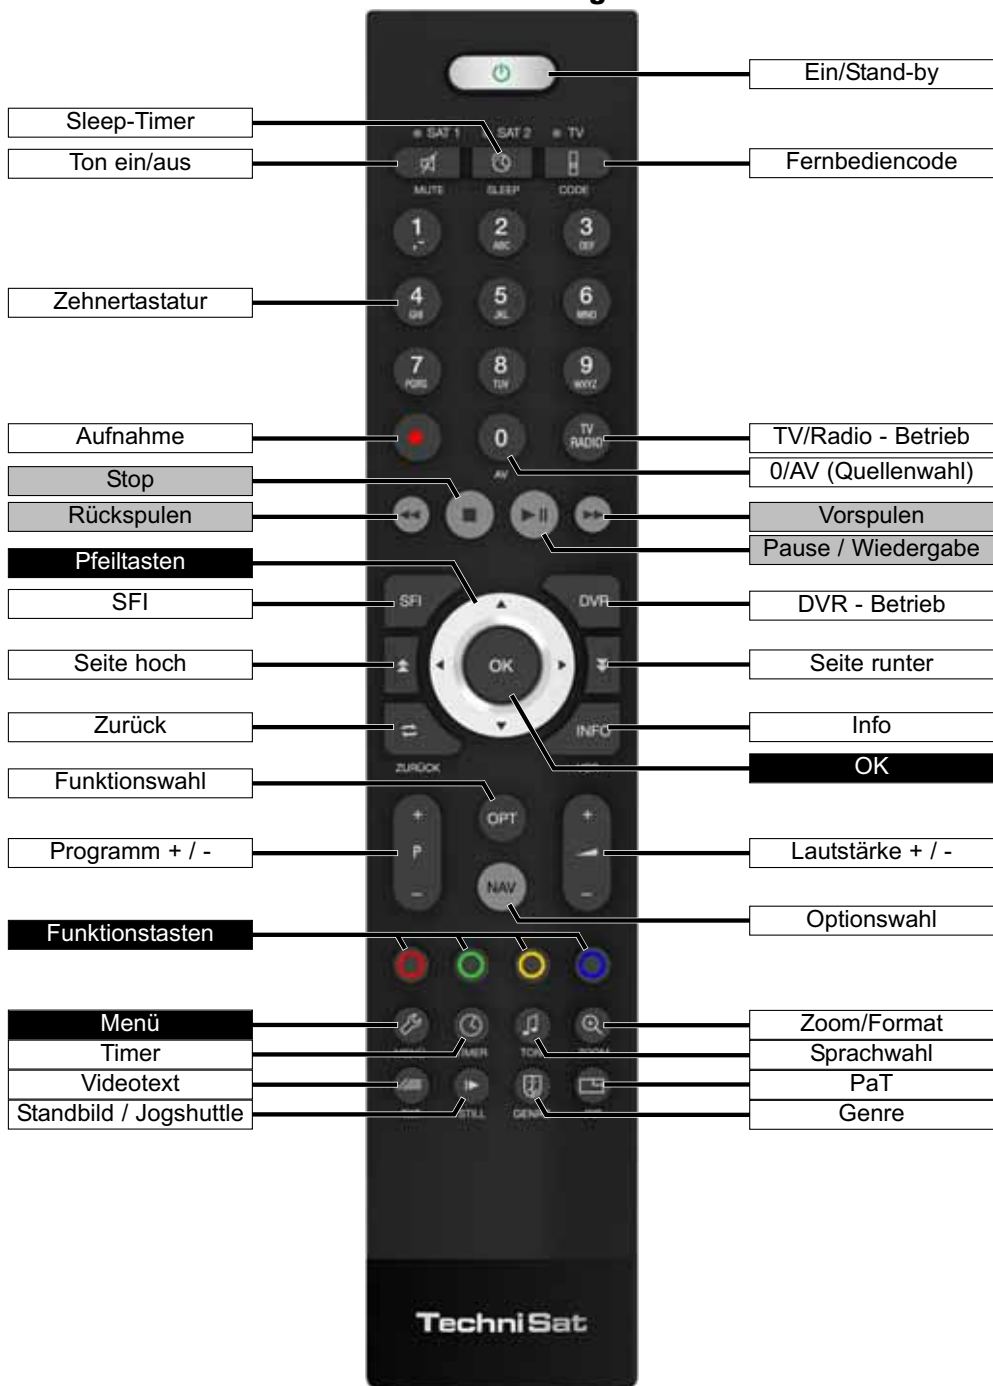 Ein/Stand-by
Sleep-Timer
SAT 1 SAT 2 TV
Ton ein/aus
Fernbediencode
MUTE SLEEP CODE
1 2 3
ABC DEF
Zehnertastatur
4 5 6
GHI JKL MNO
7 8 9
PQRS TUV WXYZ
Aufnahme
0
TV RADIO
TV/Radio - Betrieb
AV
0/AV (Quellenwahl)
Stop
Rückspulen
Vorspulen
Pause / Wiedergabe
Pfeiltasten
SFI
SFI
DVR
DVR - Betrieb
Seite hoch
OK
Seite runter
Zurück
INFO
Info
ZURÜCK
OK
Funktionswahl
OPT
+ +
Programm + / -
P
Lautstärke + / -
NAV
– –
Optionswahl
Funktionstasten
Menü
Zoom/Format
Timer
Sprachwahl
Videotext
PaT
Standbild / Jogshuttle
STILL
Genre
TechniSat